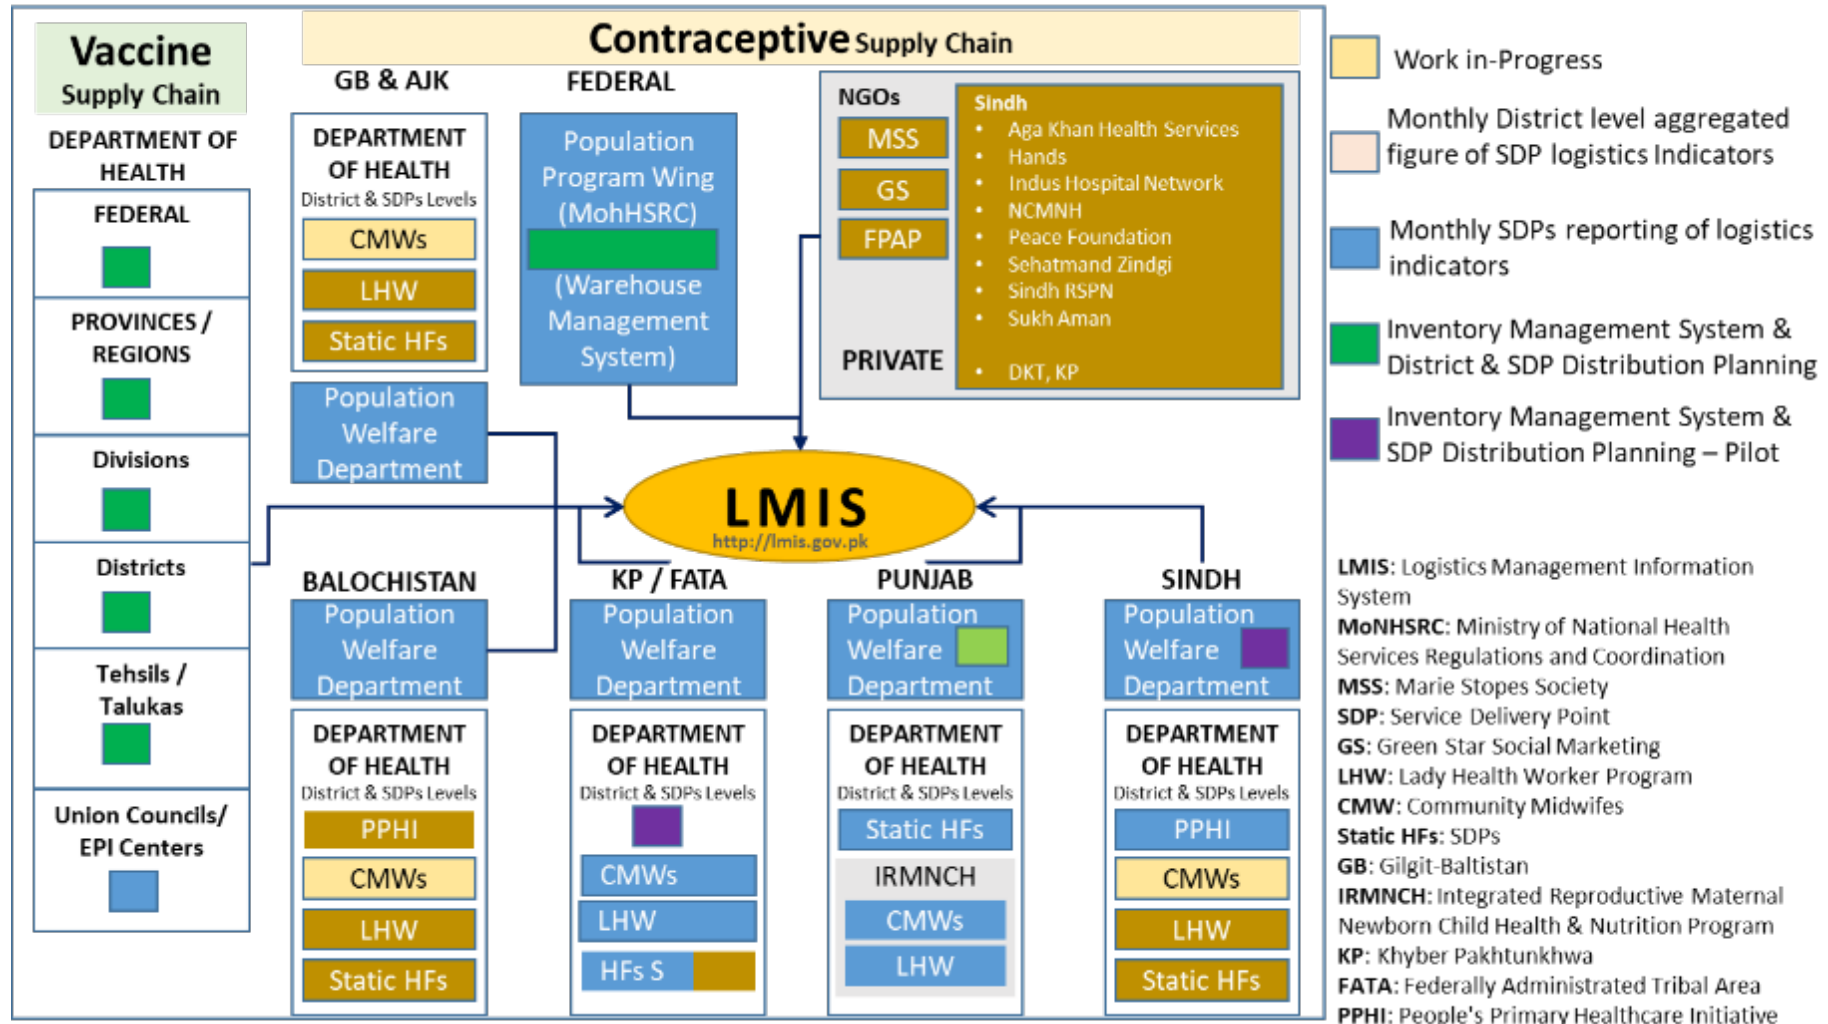 Vaccine
Supply Chain
DEPARTMENT OF
HEALTH
FEDERAL
PROVINCES /
REGIONS
Divisions
Districts
Tehsils /
Talukas
Union Councils/
EPI Centers
Contraceptive Supply Chain
GB & AJK
DEPARTMENT
OF HEALTH
District & SDPs Levels
CMWs
LHW
Static HFs
Population
Welfare
Department
FEDERAL
Population
Program Wing
(MohHSRC)
(Warehouse
Management
System)
NGOs
MSS
GS
FPAP
PRIVATE
Sindh
• Aga Khan Health Services
• Hands
• Indus Hospital Network
• NCMNH
• Peace Foundation
• Sehatmand Zindgi
• Sindh RSPN
• Sukh Aman
• DKT, KP
LMIS
http://lmis.gov.pk
BALOCHISTAN
Population
Welfare
Department
DEPARTMENT
OF HEALTH
District & SDPs Levels
PPHI
CMWs
LHW
Static HFs
KP / FATA
Population
Welfare
Department
DEPARTMENT
OF HEALTH
District & SDPs Levels
CMWs
LHW
HFs S
PUNJAB
Population
Welfare
Department
DEPARTMENT
OF HEALTH
District & SDPs Levels
Static HFs
IRMNCH
CMWs
LHW
SINDH
Population
Welfare
Department
DEPARTMENT
OF HEALTH
District & SDPs Levels
PPHI
CMWs
LHW
Static HFs
Work in-Progress
Monthly District level aggregated
figure of SDP logistics Indicators
Monthly SDPs reporting of logistics
indicators
Inventory Management System &
District & SDP Distribution Planning
Inventory Management System &
SDP Distribution Planning – Pilot
LMIS: Logistics Management Information
System
MoNHSRC: Ministry of National Health
Services Regulations and Coordination
MSS: Marie Stopes Society
SDP: Service Delivery Point
GS: Green Star Social Marketing
LHW: Lady Health Worker Program
CMW: Community Midwifes
Static HFs: SDPs
GB: Gilgit-Baltistan
IRMNCH: Integrated Reproductive Maternal
Newborn Child Health & Nutrition Program
KP: Khyber Pakhtunkhwa
FATA: Federally Administrated Tribal Area
PPHI: People's Primary Healthcare Initiative